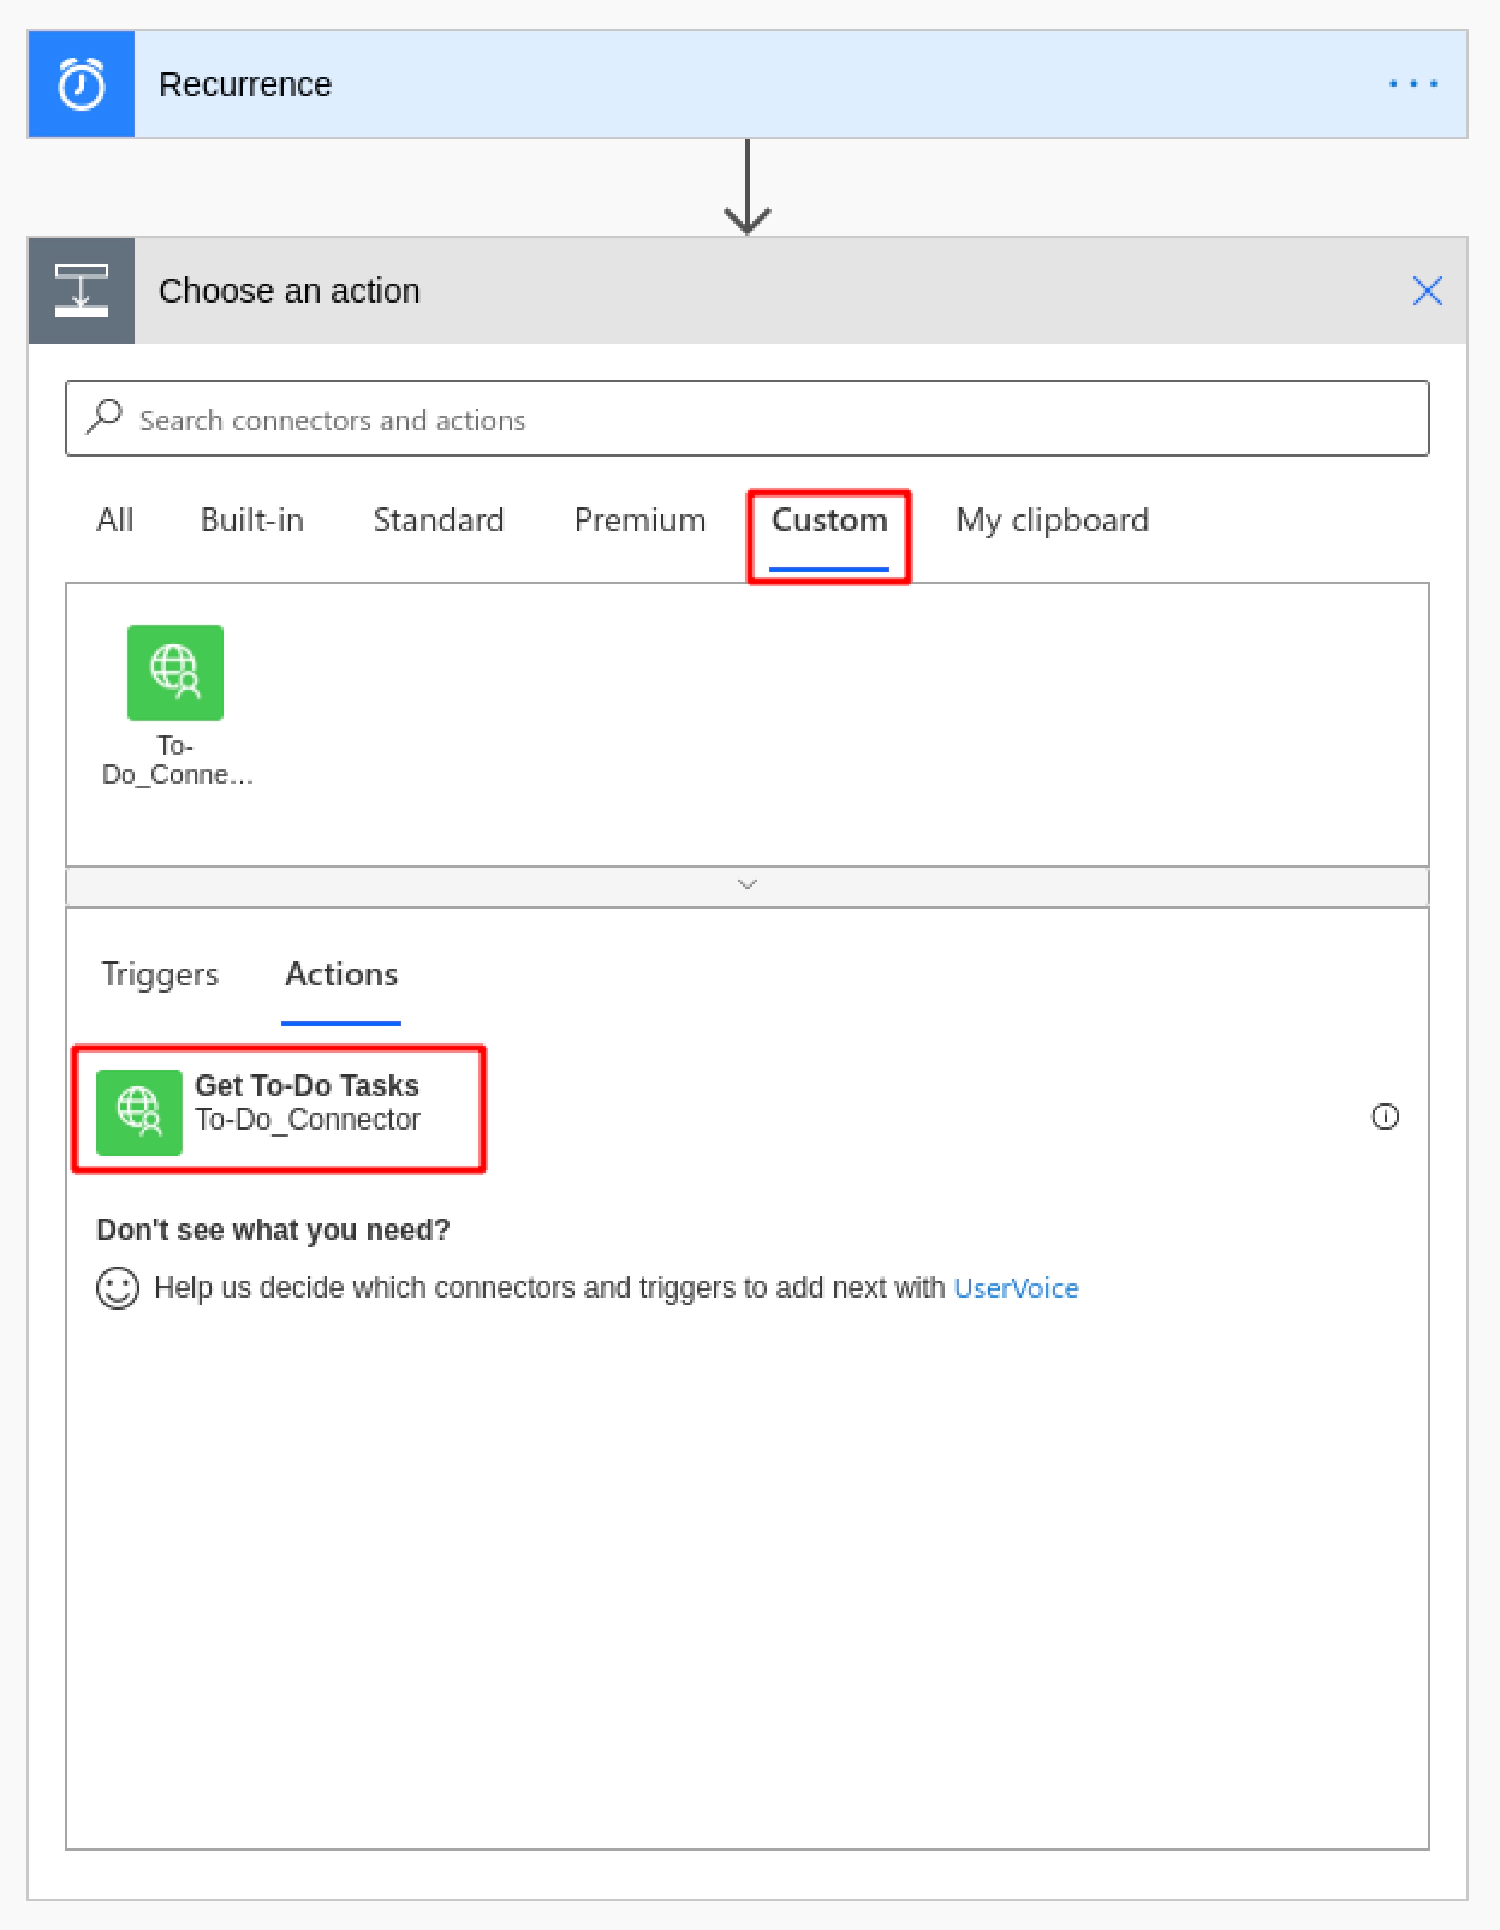 Recurrence
Choose an action
Search connectors and actions
All Built-in Standard Premium Custom My clipboard
To-
Do_Conne...
Triggers Actions
Get To-Do Tasks
To-Do_Connector
Don't see what you need?
Help us decide which connectors and triggers to add next with UserVoice